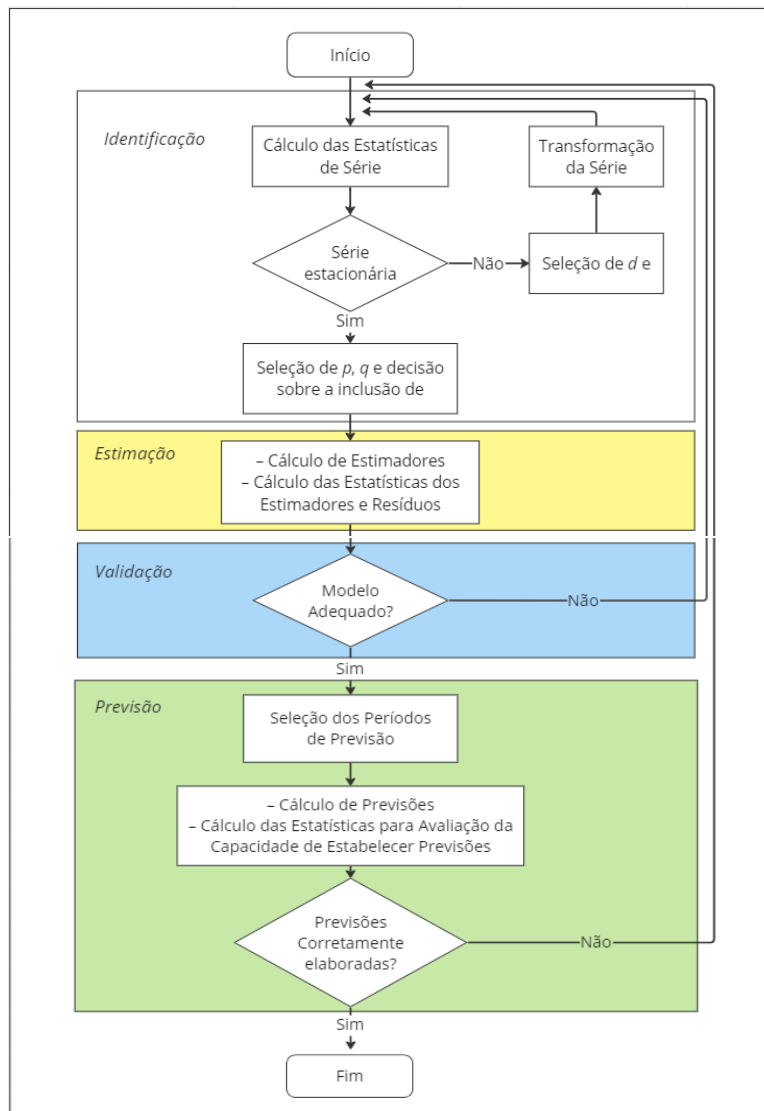 Início
Identificação
Cálculo das Estatísticas
de Série
Transformação
da Série
Série
estacionária
Não
Seleção de d e
Sim
Seleção de p, q e decisão
sobre a inclusão de
Estimação
– Cálculo de Estimadores
– Cálculo das Estatísticas dos
Estimadores e Resíduos
Validação
Modelo
Adequado?
Não
Sim
Previsão
Seleção dos Períodos
de Previsão
– Cálculo de Previsões
– Cálculo das Estatísticas para Avaliação da
Capacidade de Estabelecer Previsões
Previsões
Corretamente
elaboradas?
Não
Sim
Fim